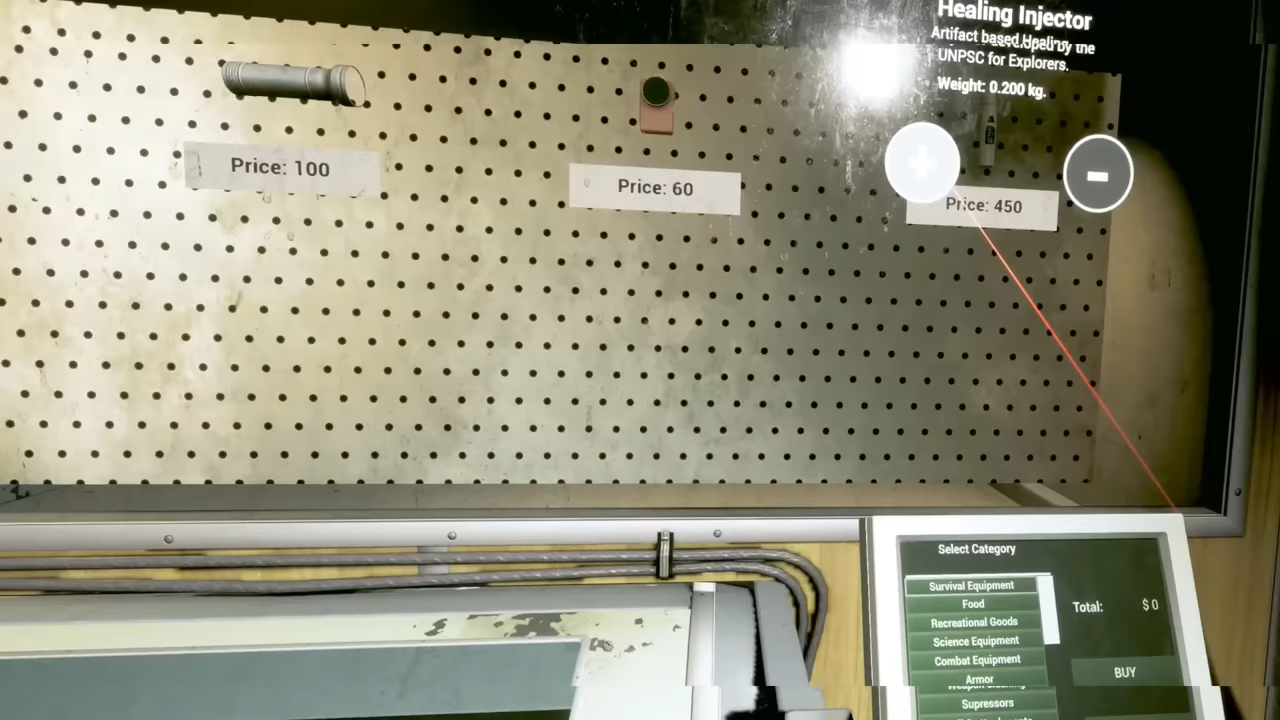 Healing Injector
Artifact based
UNPSC for Explorers.
Weight: 0.200 kg.
Price: 100
Price: 60
Price: 450
Select Category
Survival Equipment
Food
Recreational Goods
Science Equipment
Combat Equipment
Armor
Supressors
Total:
$ 0
BUY